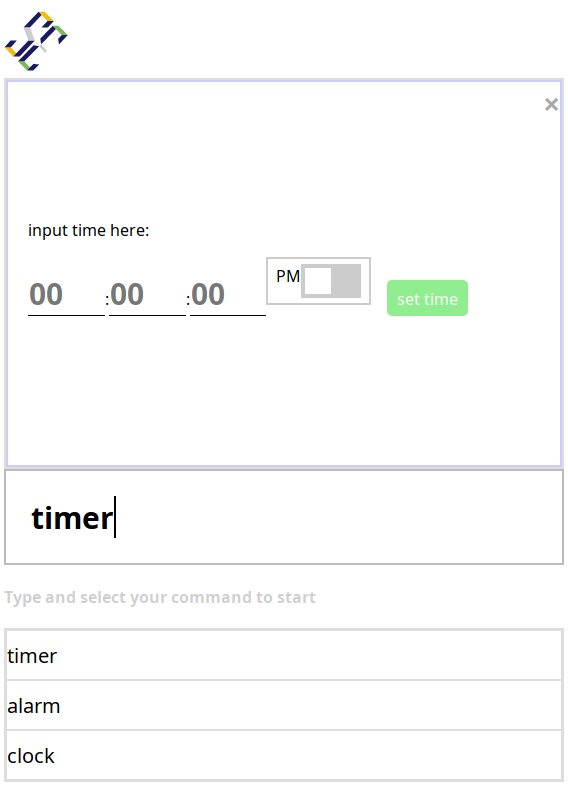 ×
input time here:
00 :00 :00 PM set time
timer
Type and select your command to start
timer
alarm
clock